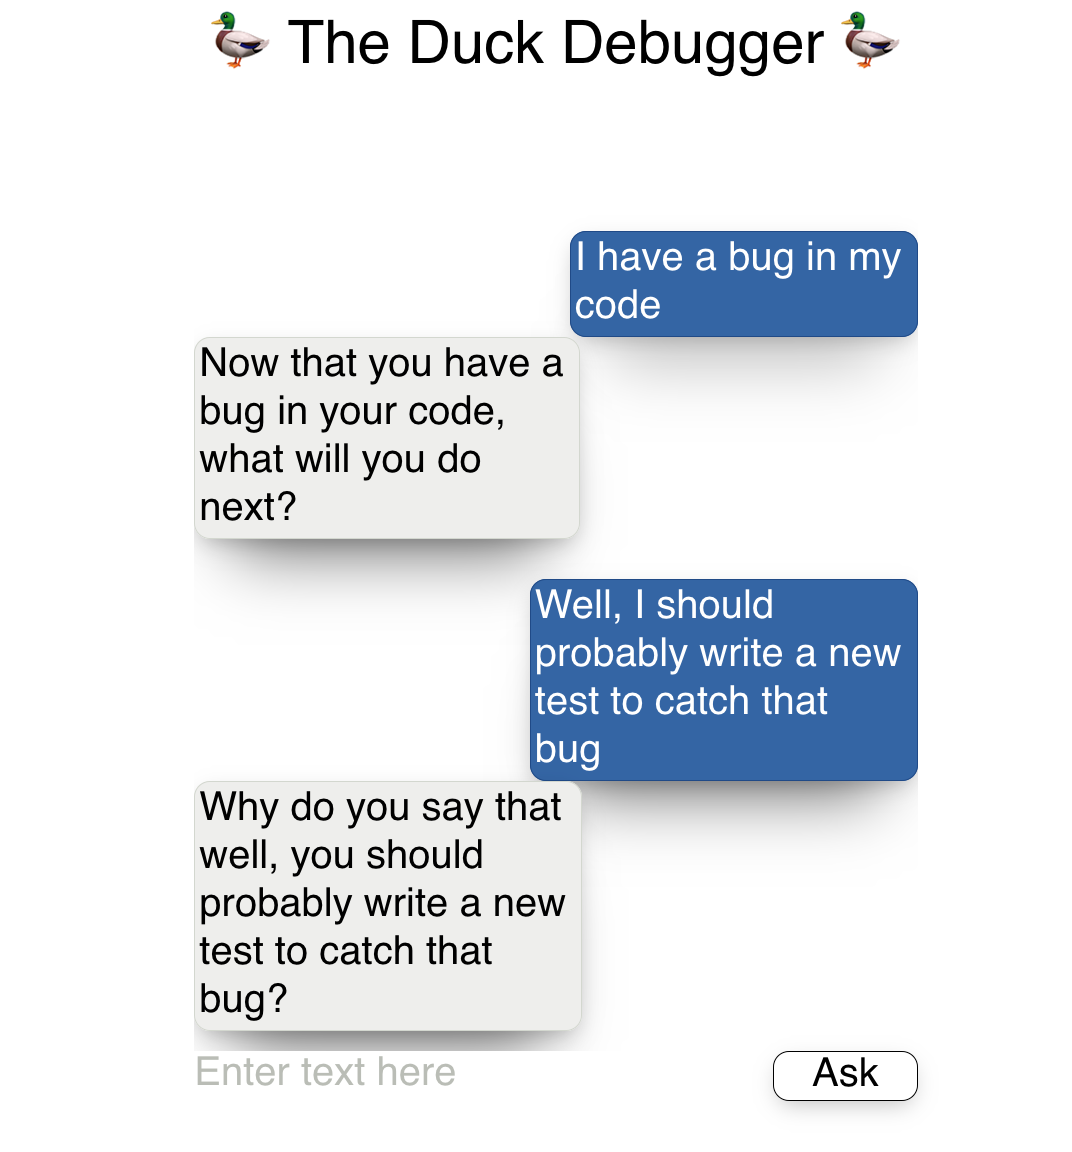 The Duck Debugger
I have a bug in my
code
Now that you have a
bug in your code,
what will you do
next?
Well, I should
probably write a new
test to catch that
bug
Why do you say that
well, you should
probably write a new
test to catch that
bug?
Enter text here
Ask